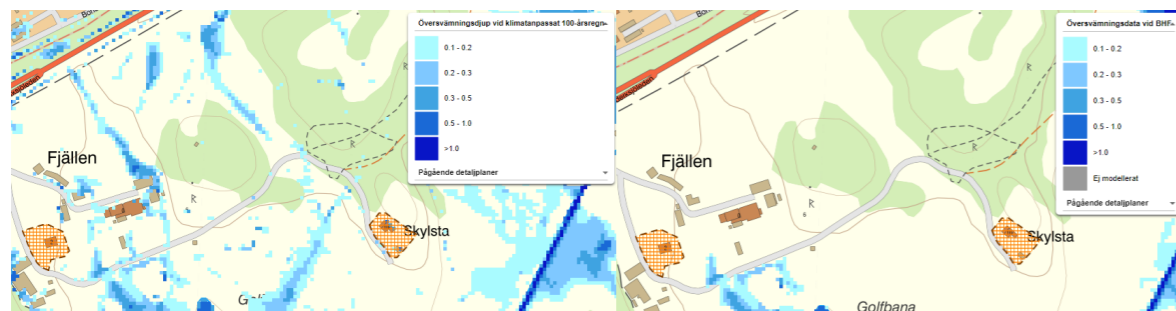 Översvämningsdjup vid klimatanpassat 100-årsregn
0.1 - 0.2
0.2 - 0.3
0.3 - 0.5
0.5 - 1.0
>1.0
Pågående detaljplaner
Fjällen
Skylsta
Översvämningsdata vid BHF
0.1 - 0.2
0.2 - 0.3
0.3 - 0.5
0.5 - 1.0
>1.0
Ej modellerat
Pågående detaljplaner
Fjällen
Skylsta
Golfbana